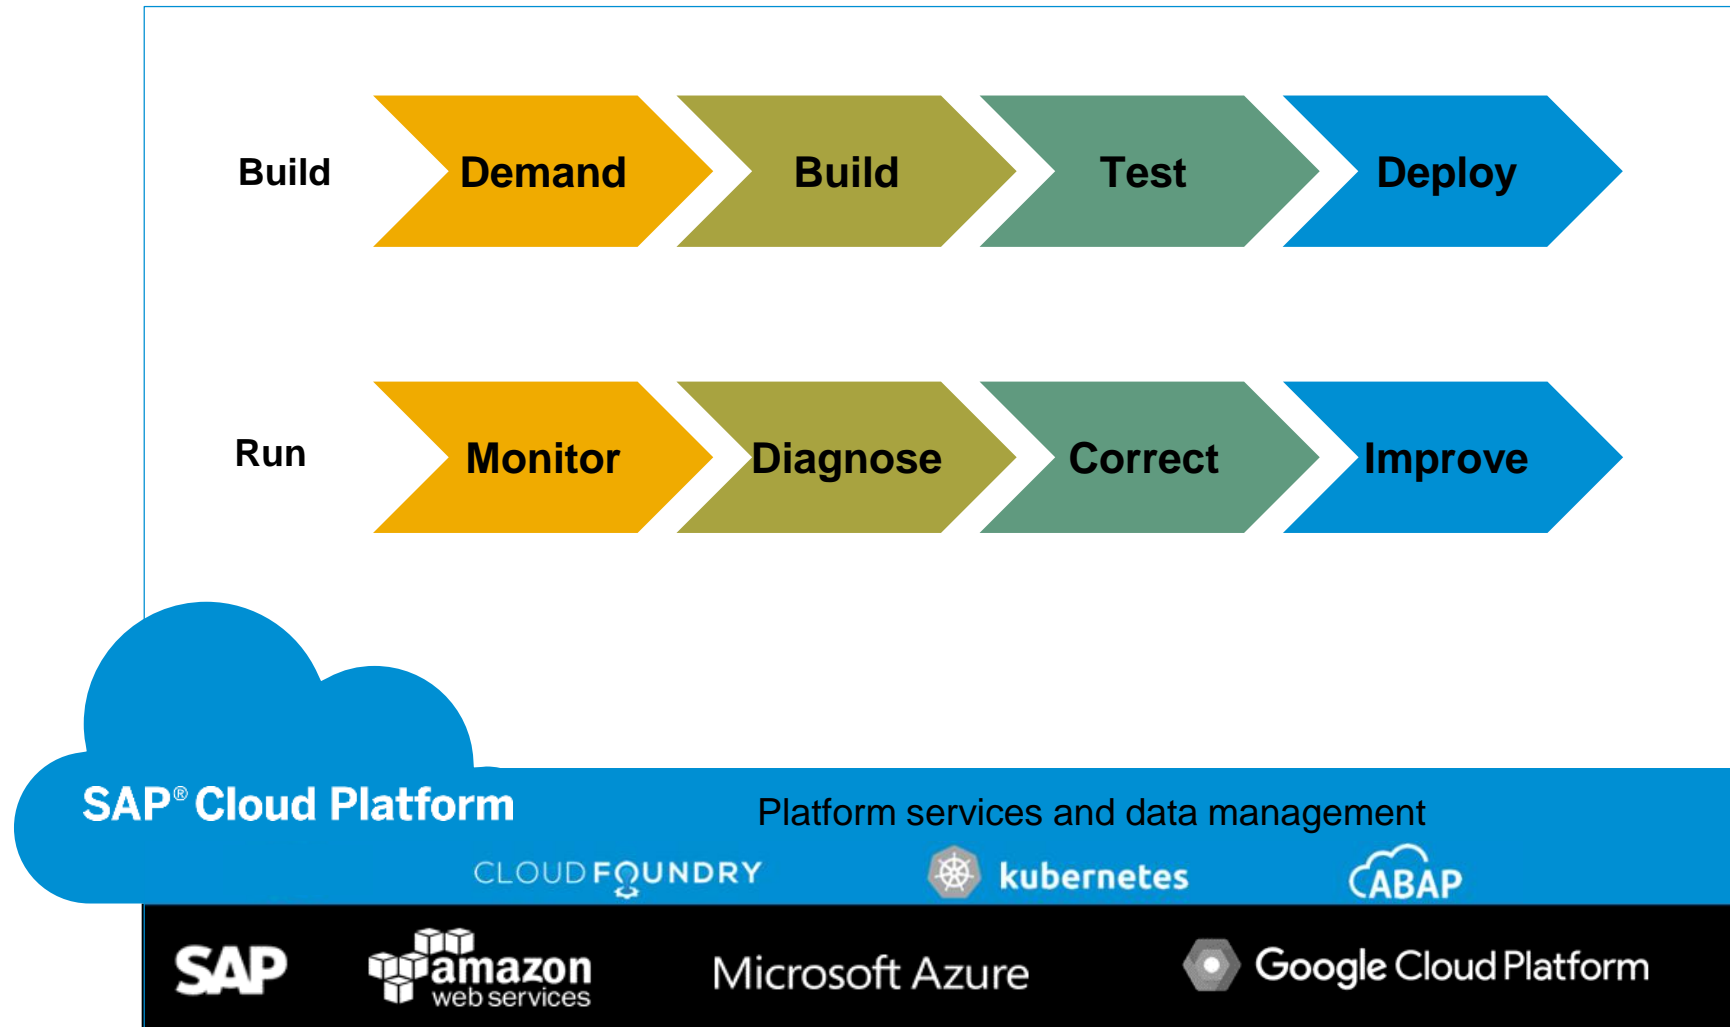 Build Demand Build Test Deploy
Run Monitor Diagnose Correct Improve
SAP® Cloud Platform Platform services and data management
CLOUD FOUNDRY kubernetes ABAP
SAP amazon web services Microsoft Azure Google Cloud Platform